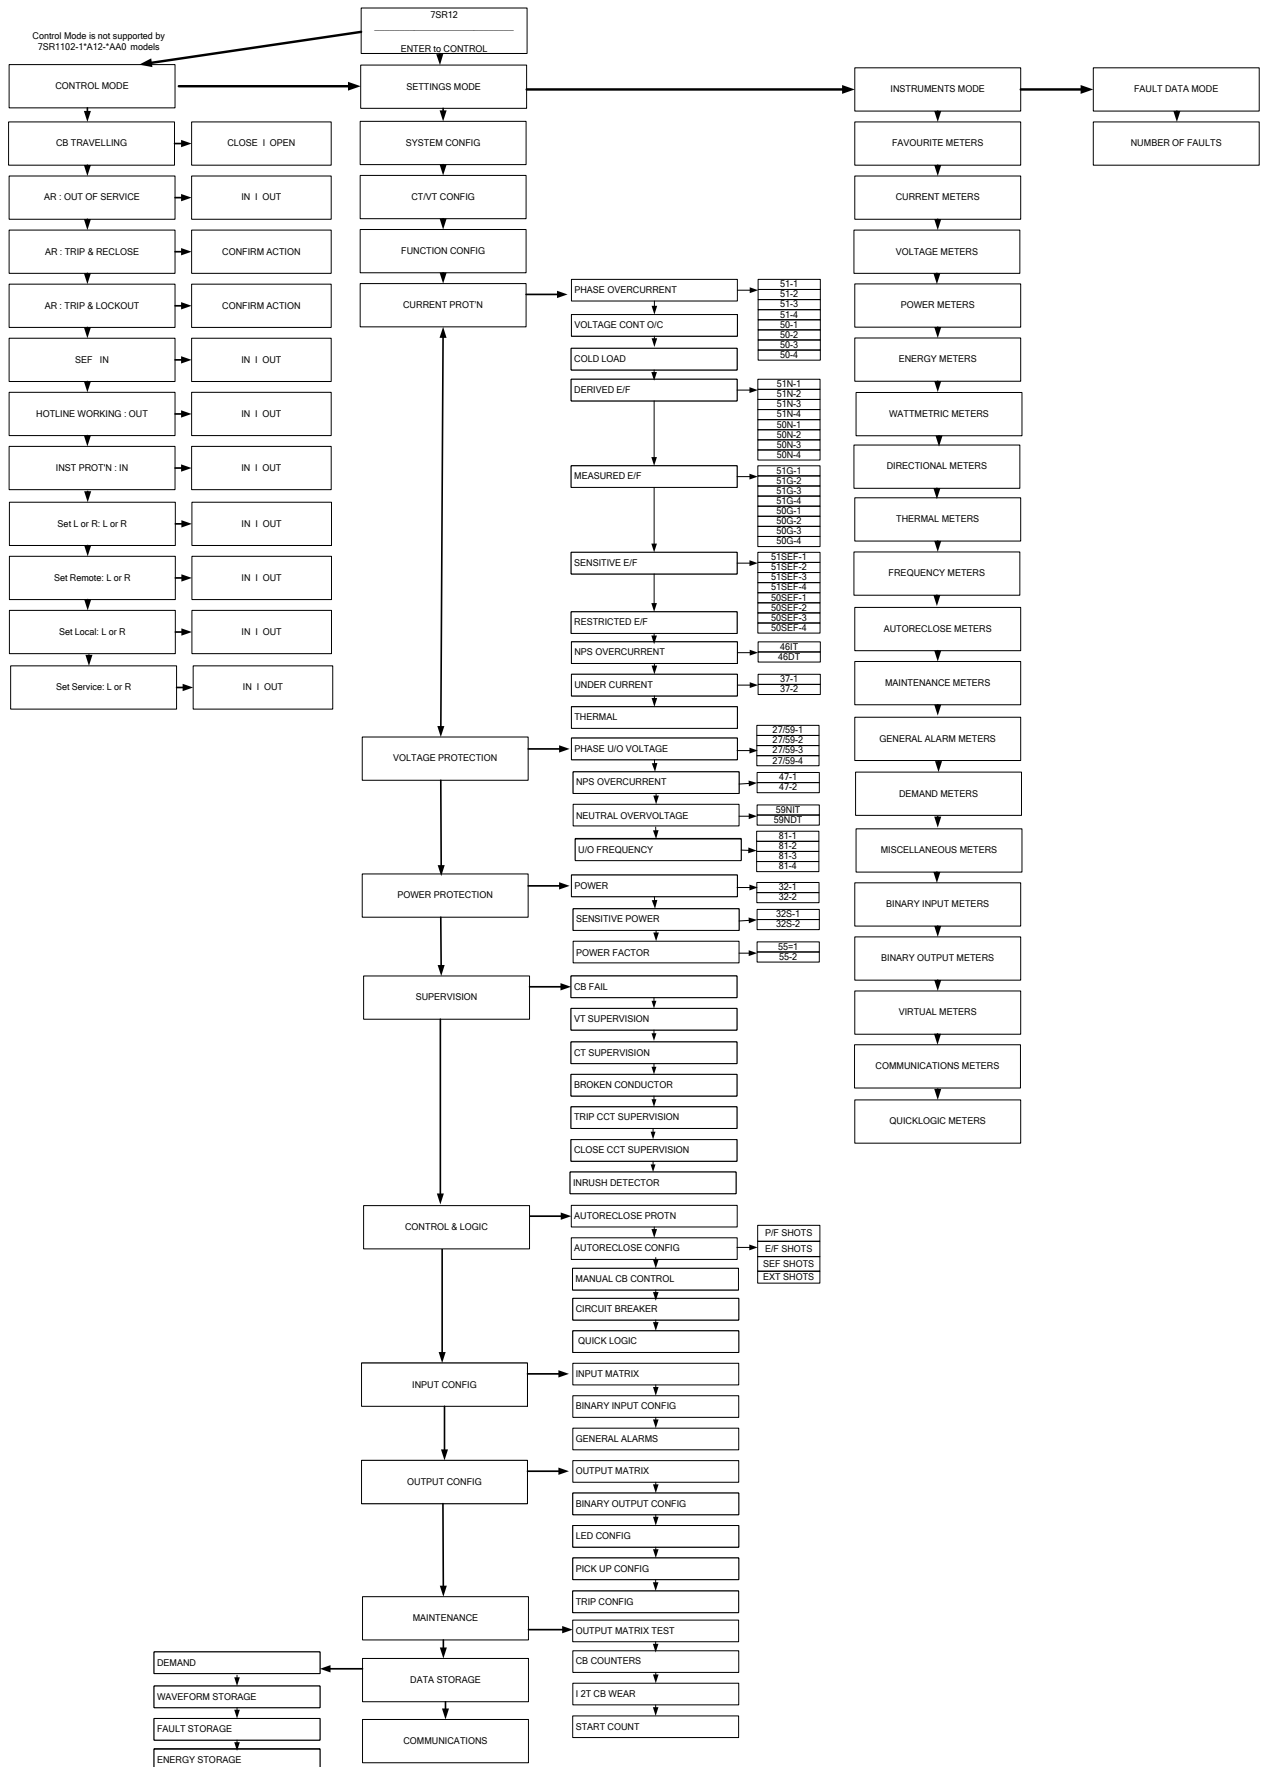 7SR12
ENTER to CONTROL
Control Mode is not supported by
7SR1102-1*A12-*AA0 models
CONTROL MODE
CB TRAVELLING
CLOSE I OPEN
AR : OUT OF SERVICE
IN I OUT
AR : TRIP & RECLOSE
CONFIRM ACTION
AR : TRIP & LOCKOUT
CONFIRM ACTION
SEF IN
IN I OUT
HOTLINE WORKING : OUT
IN I OUT
INST PROT'N : IN
IN I OUT
Set L or R: L or R
IN I OUT
Set Remote: L or R
IN I OUT
Set Local: L or R
IN I OUT
Set Service: L or R
IN I OUT
SETTINGS MODE
SYSTEM CONFIG
CT/VT CONFIG
FUNCTION CONFIG
CURRENT PROT'N
PHASE OVERCURRENT
51-1
51-2
51-3
51-4
50-1
50-2
50-3
50-4
VOLTAGE CONT O/C
COLD LOAD
DERIVED E/F
51N-1
51N-2
51N-3
51N-4
50N-1
50N-2
50N-3
50N-4
MEASURED E/F
51G-1
51G-2
51G-3
51G-4
50G-1
50G-2
50G-3
50G-4
SENSITIVE E/F
51SEF-1
51SEF-2
51SEF-3
51SEF-4
50SEF-1
50SEF-2
50SEF-3
50SEF-4
RESTRICTED E/F
NPS OVERCURRENT
46IT
46DT
UNDER CURRENT
37-1
37-2
THERMAL
VOLTAGE PROTECTION
PHASE U/O VOLTAGE
27/59-1
27/59-2
27/59-3
27/59-4
NPS OVERCURRENT
47-1
47-2
NEUTRAL OVERVOLTAGE
59NIT
59NDT
U/O FREQUENCY
81-1
81-2
81-3
81-4
POWER PROTECTION
POWER
32-1
32-2
SENSITIVE POWER
32S-1
32S-2
POWER FACTOR
55=1
55-2
SUPERVISION
CB FAIL
VT SUPERVISION
CT SUPERVISION
BROKEN CONDUCTOR
TRIP CCT SUPERVISION
CLOSE CCT SUPERVISION
INRUSH DETECTOR
CONTROL & LOGIC
AUTORECLOSE PROTN
AUTORECLOSE CONFIG
P/F SHOTS
E/F SHOTS
SEF SHOTS
EXT SHOTS
MANUAL CB CONTROL
CIRCUIT BREAKER
QUICK LOGIC
INPUT CONFIG
INPUT MATRIX
BINARY INPUT CONFIG
GENERAL ALARMS
OUTPUT CONFIG
OUTPUT MATRIX
BINARY OUTPUT CONFIG
LED CONFIG
PICK UP CONFIG
TRIP CONFIG
MAINTENANCE
OUTPUT MATRIX TEST
CB COUNTERS
I 2T CB WEAR
START COUNT
DATA STORAGE
DEMAND
WAVEFORM STORAGE
FAULT STORAGE
ENERGY STORAGE
COMMUNICATIONS
INSTRUMENTS MODE
FAVOURITE METERS
CURRENT METERS
VOLTAGE METERS
POWER METERS
ENERGY METERS
WATTMETRIC METERS
DIRECTIONAL METERS
THERMAL METERS
FREQUENCY METERS
AUTORECLOSE METERS
MAINTENANCE METERS
GENERAL ALARM METERS
DEMAND METERS
MISCELLANEOUS METERS
BINARY INPUT METERS
BINARY OUTPUT METERS
VIRTUAL METERS
COMMUNICATIONS METERS
QUICKLOGIC METERS
FAULT DATA MODE
NUMBER OF FAULTS